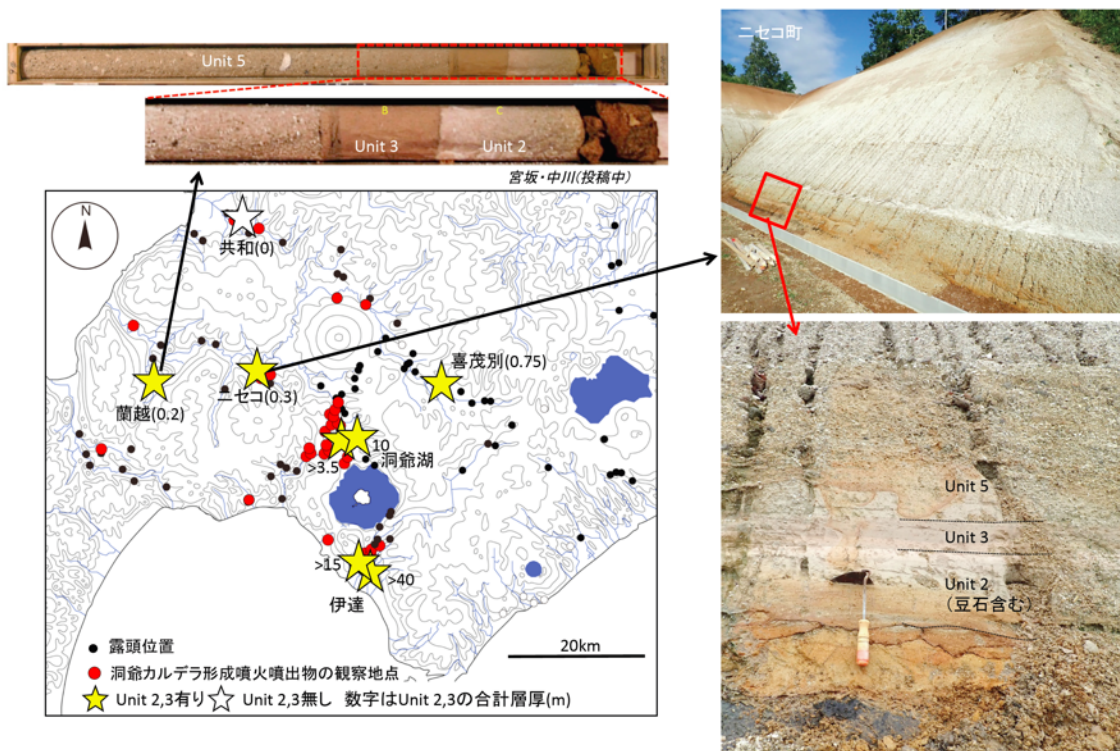 Unit 5
B
C
Unit 3
Unit 2
宮坂・中川(投稿中)
N
共和(0)
蘭越(0.2)
ニセコ(0.3)
喜茂別(0.75)
>3.5
10
洞爺湖
>15
>40
伊達
20km
露頭位置
洞爺カルデラ形成噴火噴出物の観察地点
Unit 2,3有り
Unit 2,3無し 数字はUnit 2,3の合計層厚(m)
ニセコ町
Unit 5
Unit 3
Unit 2
(豆石含む)